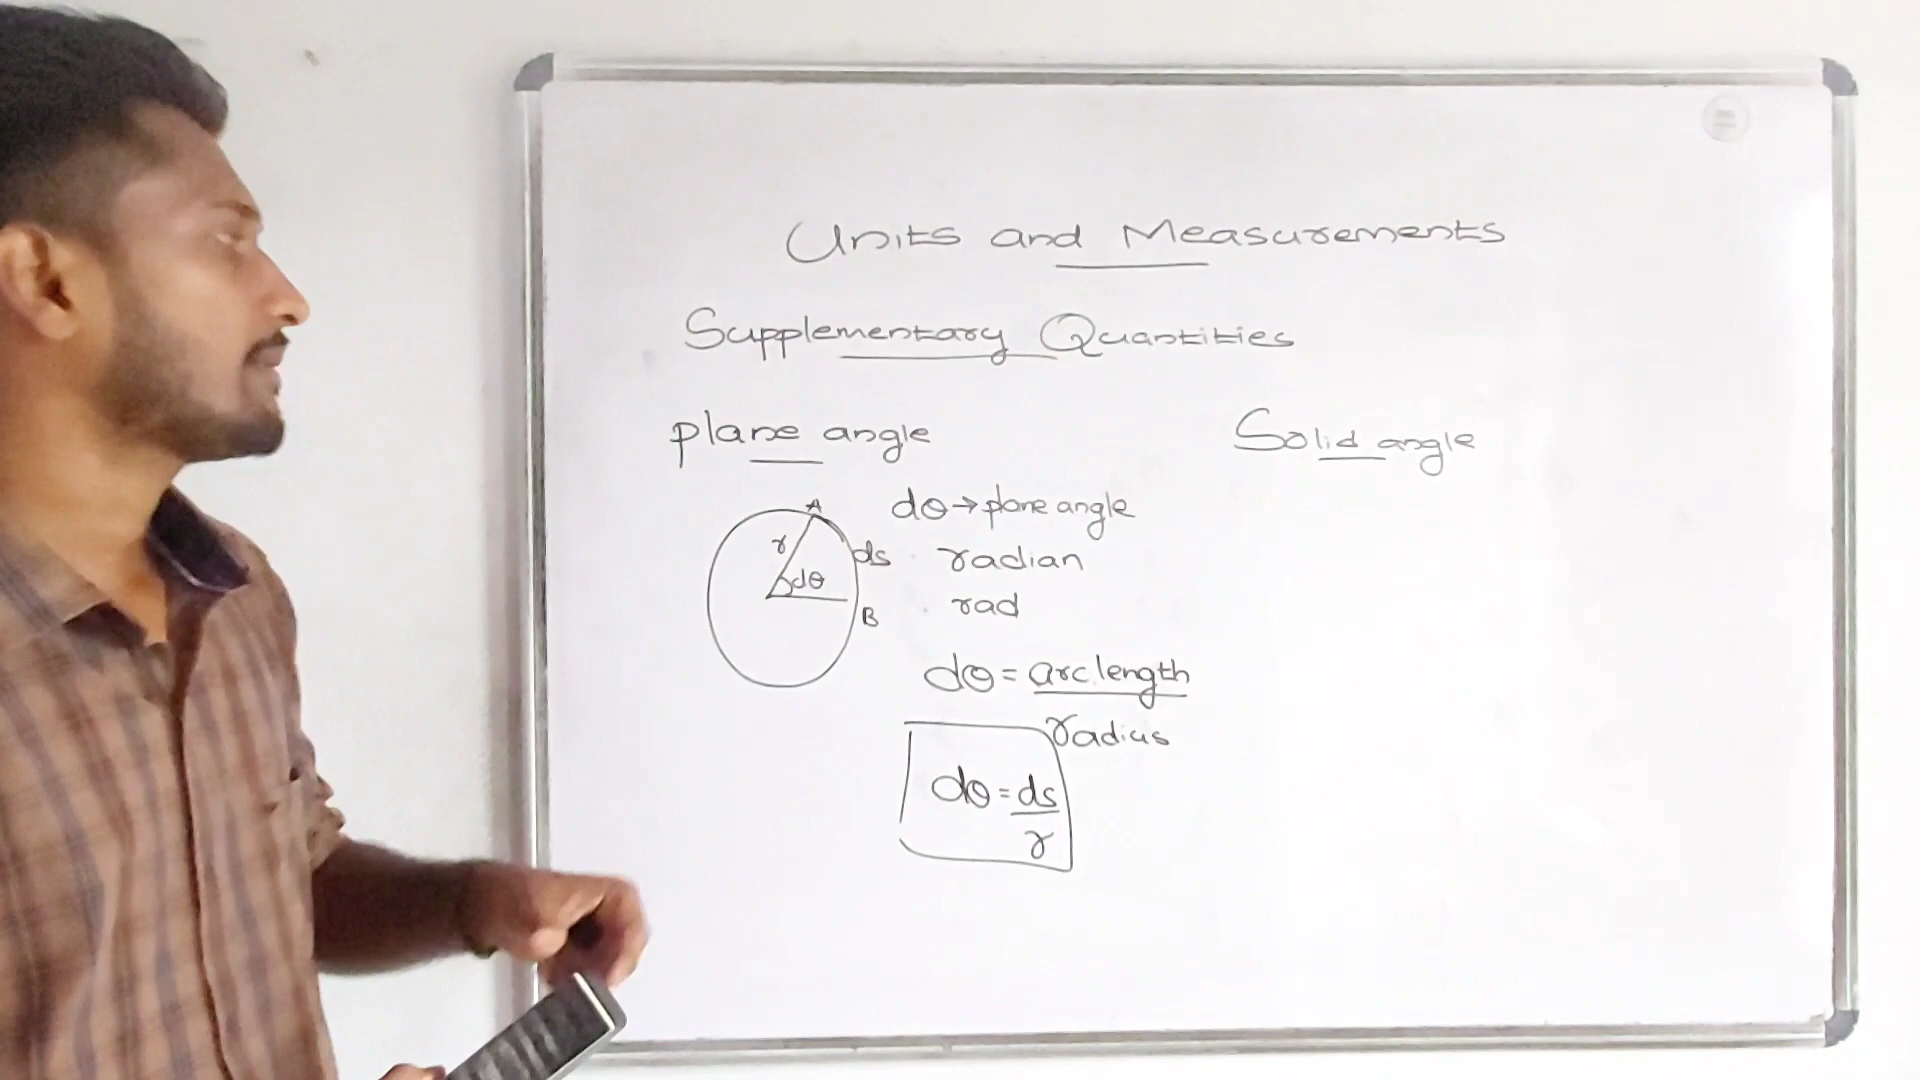 Units and Measurements
Supplementary Quantities
plane angle
Solid angle
A
r
ds
dθ
B
dθ→plane angle
radian
rad
dθ = arc length
radius
dθ = ds
r